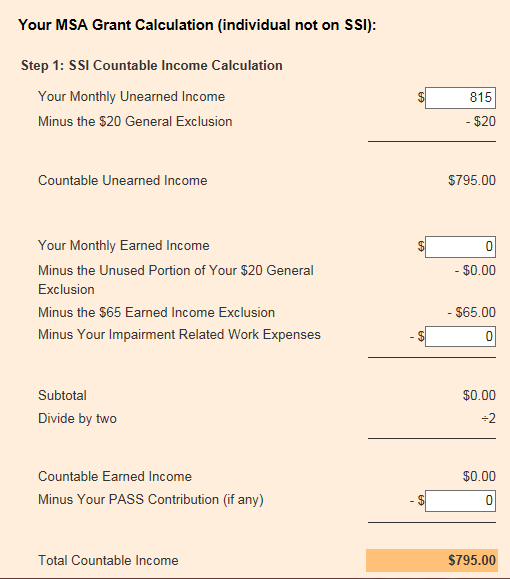 Your MSA Grant Calculation (individual not on SSI):
Step 1: SSI Countable Income Calculation
Your Monthly Unearned Income $ 815
Minus the $20 General Exclusion - $20
Countable Unearned Income $795.00
Your Monthly Earned Income $ 0
Minus the Unused Portion of Your $20 General - $0.00
Exclusion
Minus the $65 Earned Income Exclusion - $65.00
Minus Your Impairment Related Work Expenses - $ 0
Subtotal $0.00
Divide by two ÷2
Countable Earned Income $0.00
Minus Your PASS Contribution (if any) - $ 0
Total Countable Income $795.00